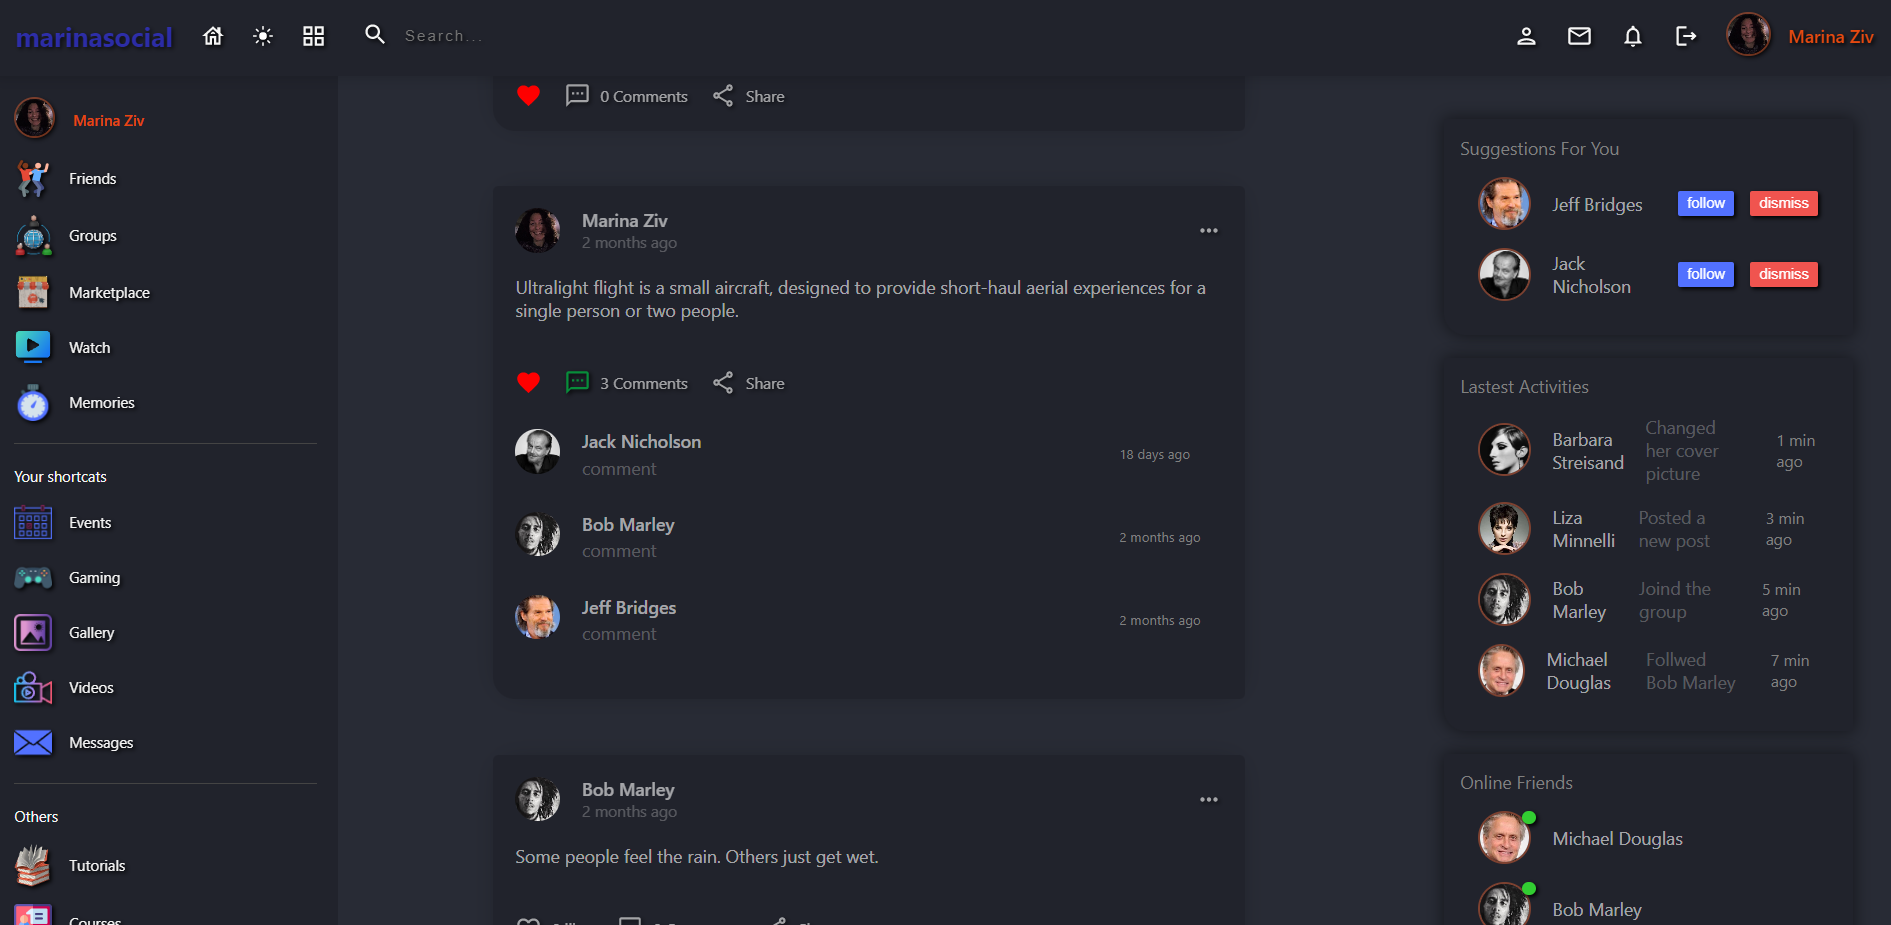 marinasocial
Search...
Marina Ziv
Marina Ziv
Friends
Groups
Marketplace
Watch
Memories
Your shortcats
Events
Gaming
Gallery
Videos
Messages
Others
Tutorials
Courses
0 Comments
Share
Marina Ziv
2 months ago
Ultralight flight is a small aircraft, designed to provide short-haul aerial experiences for a
single person or two people.
3 Comments
Share
Jack Nicholson
comment
18 days ago
Bob Marley
comment
2 months ago
Jeff Bridges
comment
2 months ago
Bob Marley
2 months ago
Some people feel the rain. Others just get wet.
Suggestions For You
Jeff Bridges
follow
dismiss
Jack
Nicholson
follow
dismiss
Lastest Activities
Barbara
Streisand
Changed
her cover
picture
1 min
ago
Liza
Minnelli
Posted a
new post
3 min
ago
Bob
Marley
Joind the
group
5 min
ago
Michael
Douglas
Follwed
Bob Marley
7 min
ago
Online Friends
Michael Douglas
Bob Marley